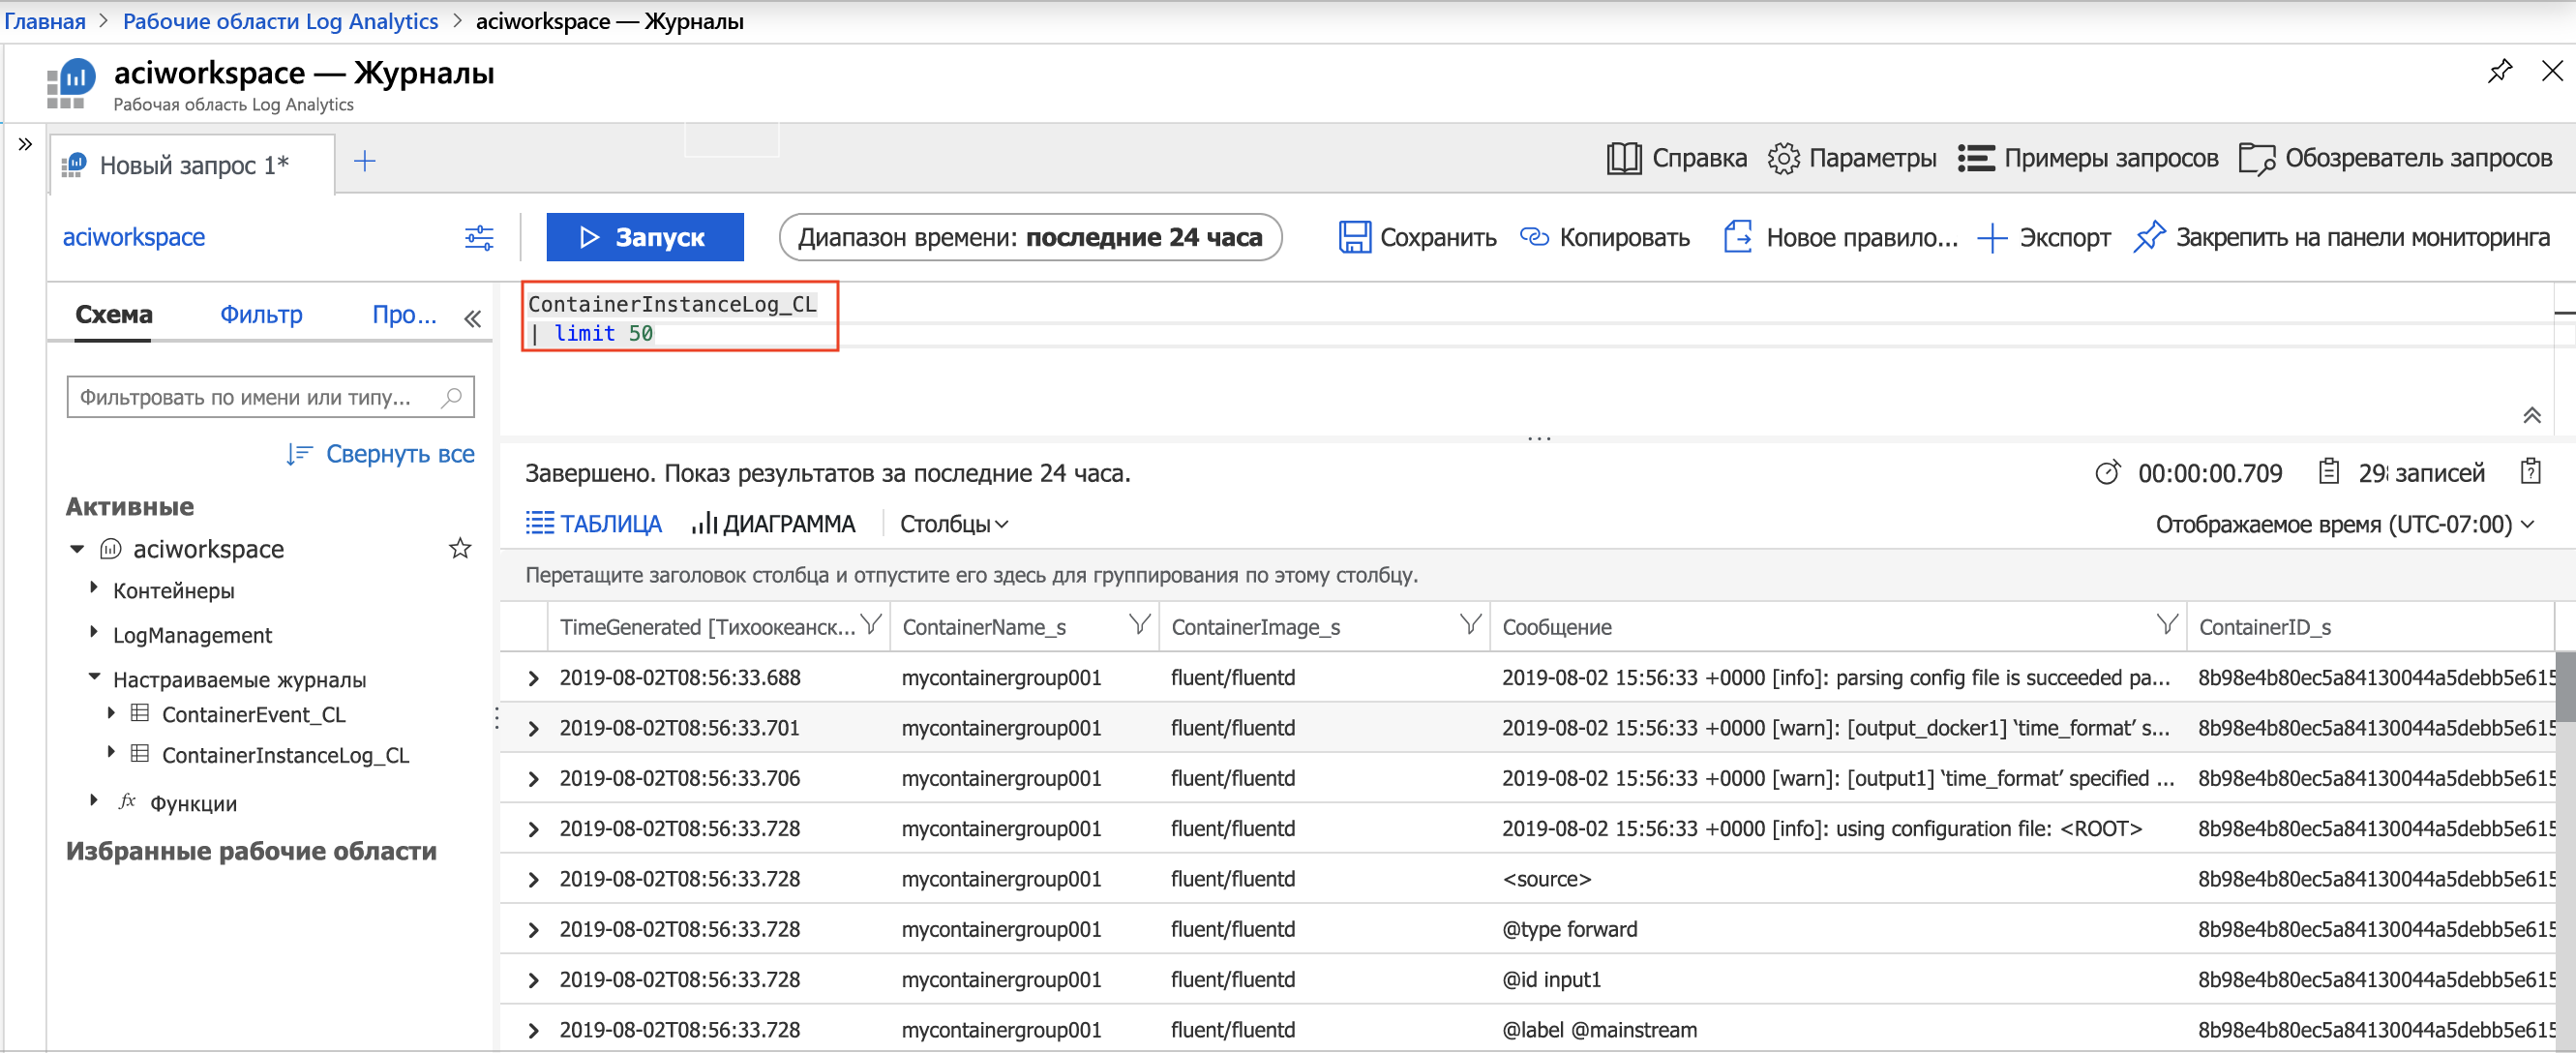 Главная > Рабочие области Log Analytics > aciworkspace — Журналы
aciworkspace — Журналы
Рабочая область Log Analytics
Новый запрос 1*
Справка Параметры Примеры запросов Обозреватель запросов
aciworkspace
Запуск Диапазон времени: последние 24 часа Сохранить Копировать Новое правило... Экспорт Закрепить на панели мониторинга
Схема Фильтр Про...
ContainerInstanceLog_CL
| limit 50
Фильтровать по имени или типу...
Свернуть все
Активные
aciworkspace
Контейнеры
LogManagement
Настраиваемые журналы
ContainerEvent_CL
ContainerInstanceLog_CL
Функции
Избранные рабочие области
Завершено. Показ результатов за последние 24 часа. 00:00:00.709 29 записей
ТАБЛИЦА ДИАГРАММА Столбцы Отображаемое время (UTC-07:00)
Перетащите заголовок столбца и отпустите его здесь для группирования по этому столбцу.
TimeGenerated [Тихоокеанск... ContainerName_s ContainerImage_s Сообщение ContainerID_s
2019-08-02T08:56:33.688 mycontainergroup001 fluent/fluentd 2019-08-02 15:56:33 +0000 [info]: parsing config file is succeeded pa... 8b98e4b80ec5a84130044a5debb5e615
2019-08-02T08:56:33.701 mycontainergroup001 fluent/fluentd 2019-08-02 15:56:33 +0000 [warn]: [output_docker1] ‘time_format’ s... 8b98e4b80ec5a84130044a5debb5e615
2019-08-02T08:56:33.706 mycontainergroup001 fluent/fluentd 2019-08-02 15:56:33 +0000 [warn]: [output1] ‘time_format’ specified ... 8b98e4b80ec5a84130044a5debb5e615
2019-08-02T08:56:33.728 mycontainergroup001 fluent/fluentd 2019-08-02 15:56:33 +0000 [info]: using configuration file: <ROOT> 8b98e4b80ec5a84130044a5debb5e615
2019-08-02T08:56:33.728 mycontainergroup001 fluent/fluentd <source> 8b98e4b80ec5a84130044a5debb5e615
2019-08-02T08:56:33.728 mycontainergroup001 fluent/fluentd @type forward 8b98e4b80ec5a84130044a5debb5e615
2019-08-02T08:56:33.728 mycontainergroup001 fluent/fluentd @id input1 8b98e4b80ec5a84130044a5debb5e615
2019-08-02T08:56:33.728 mycontainergroup001 fluent/fluentd @label @mainstream 8b98e4b80ec5a84130044a5debb5e615